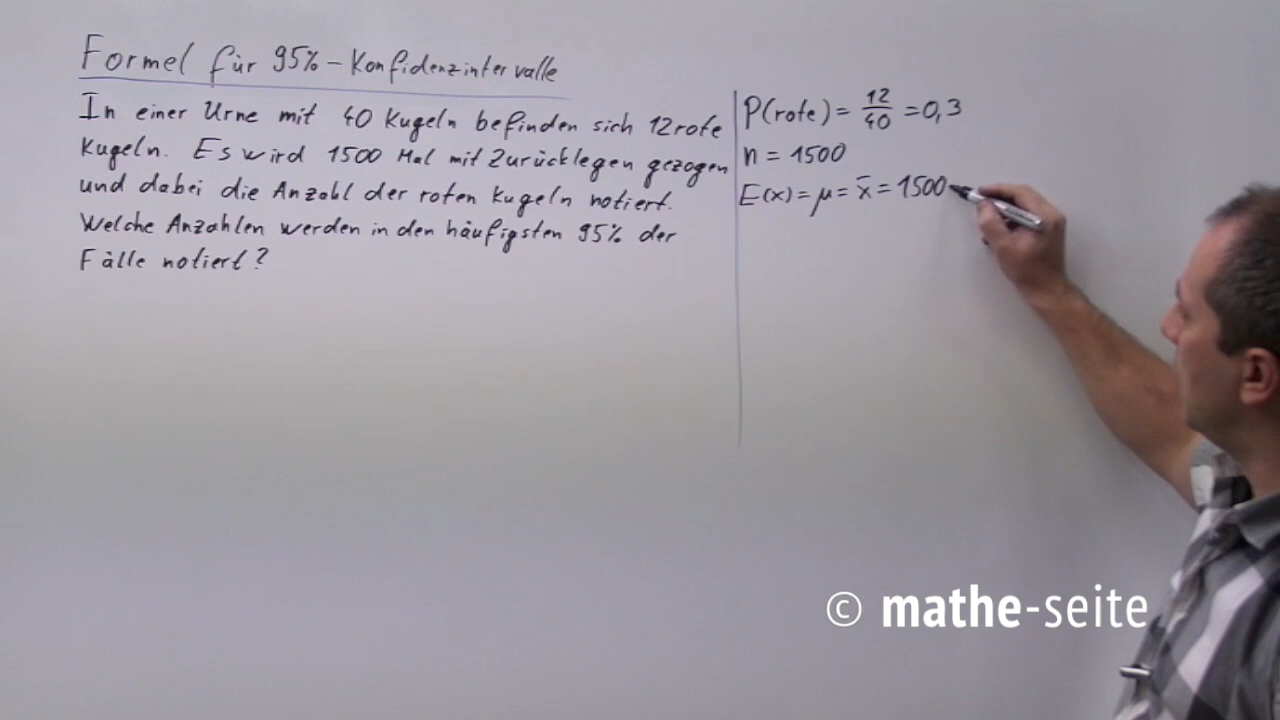 Formel für 95%-Konfidenzintervalle
In einer Urne mit 40 Kugeln befinden sich 12 rote
Kugeln. Es wird 1500 Mal mit Zurücklegen gezogen
und dabei die Anzahl der roten Kugeln notiert.
Welche Anzahlen werden in den häufigsten 95% der
Fälle notiert?
P(rote) = 12/40 = 0,3
n = 1500
E(x) = μ = x̄ = 1500
© mathe-seite